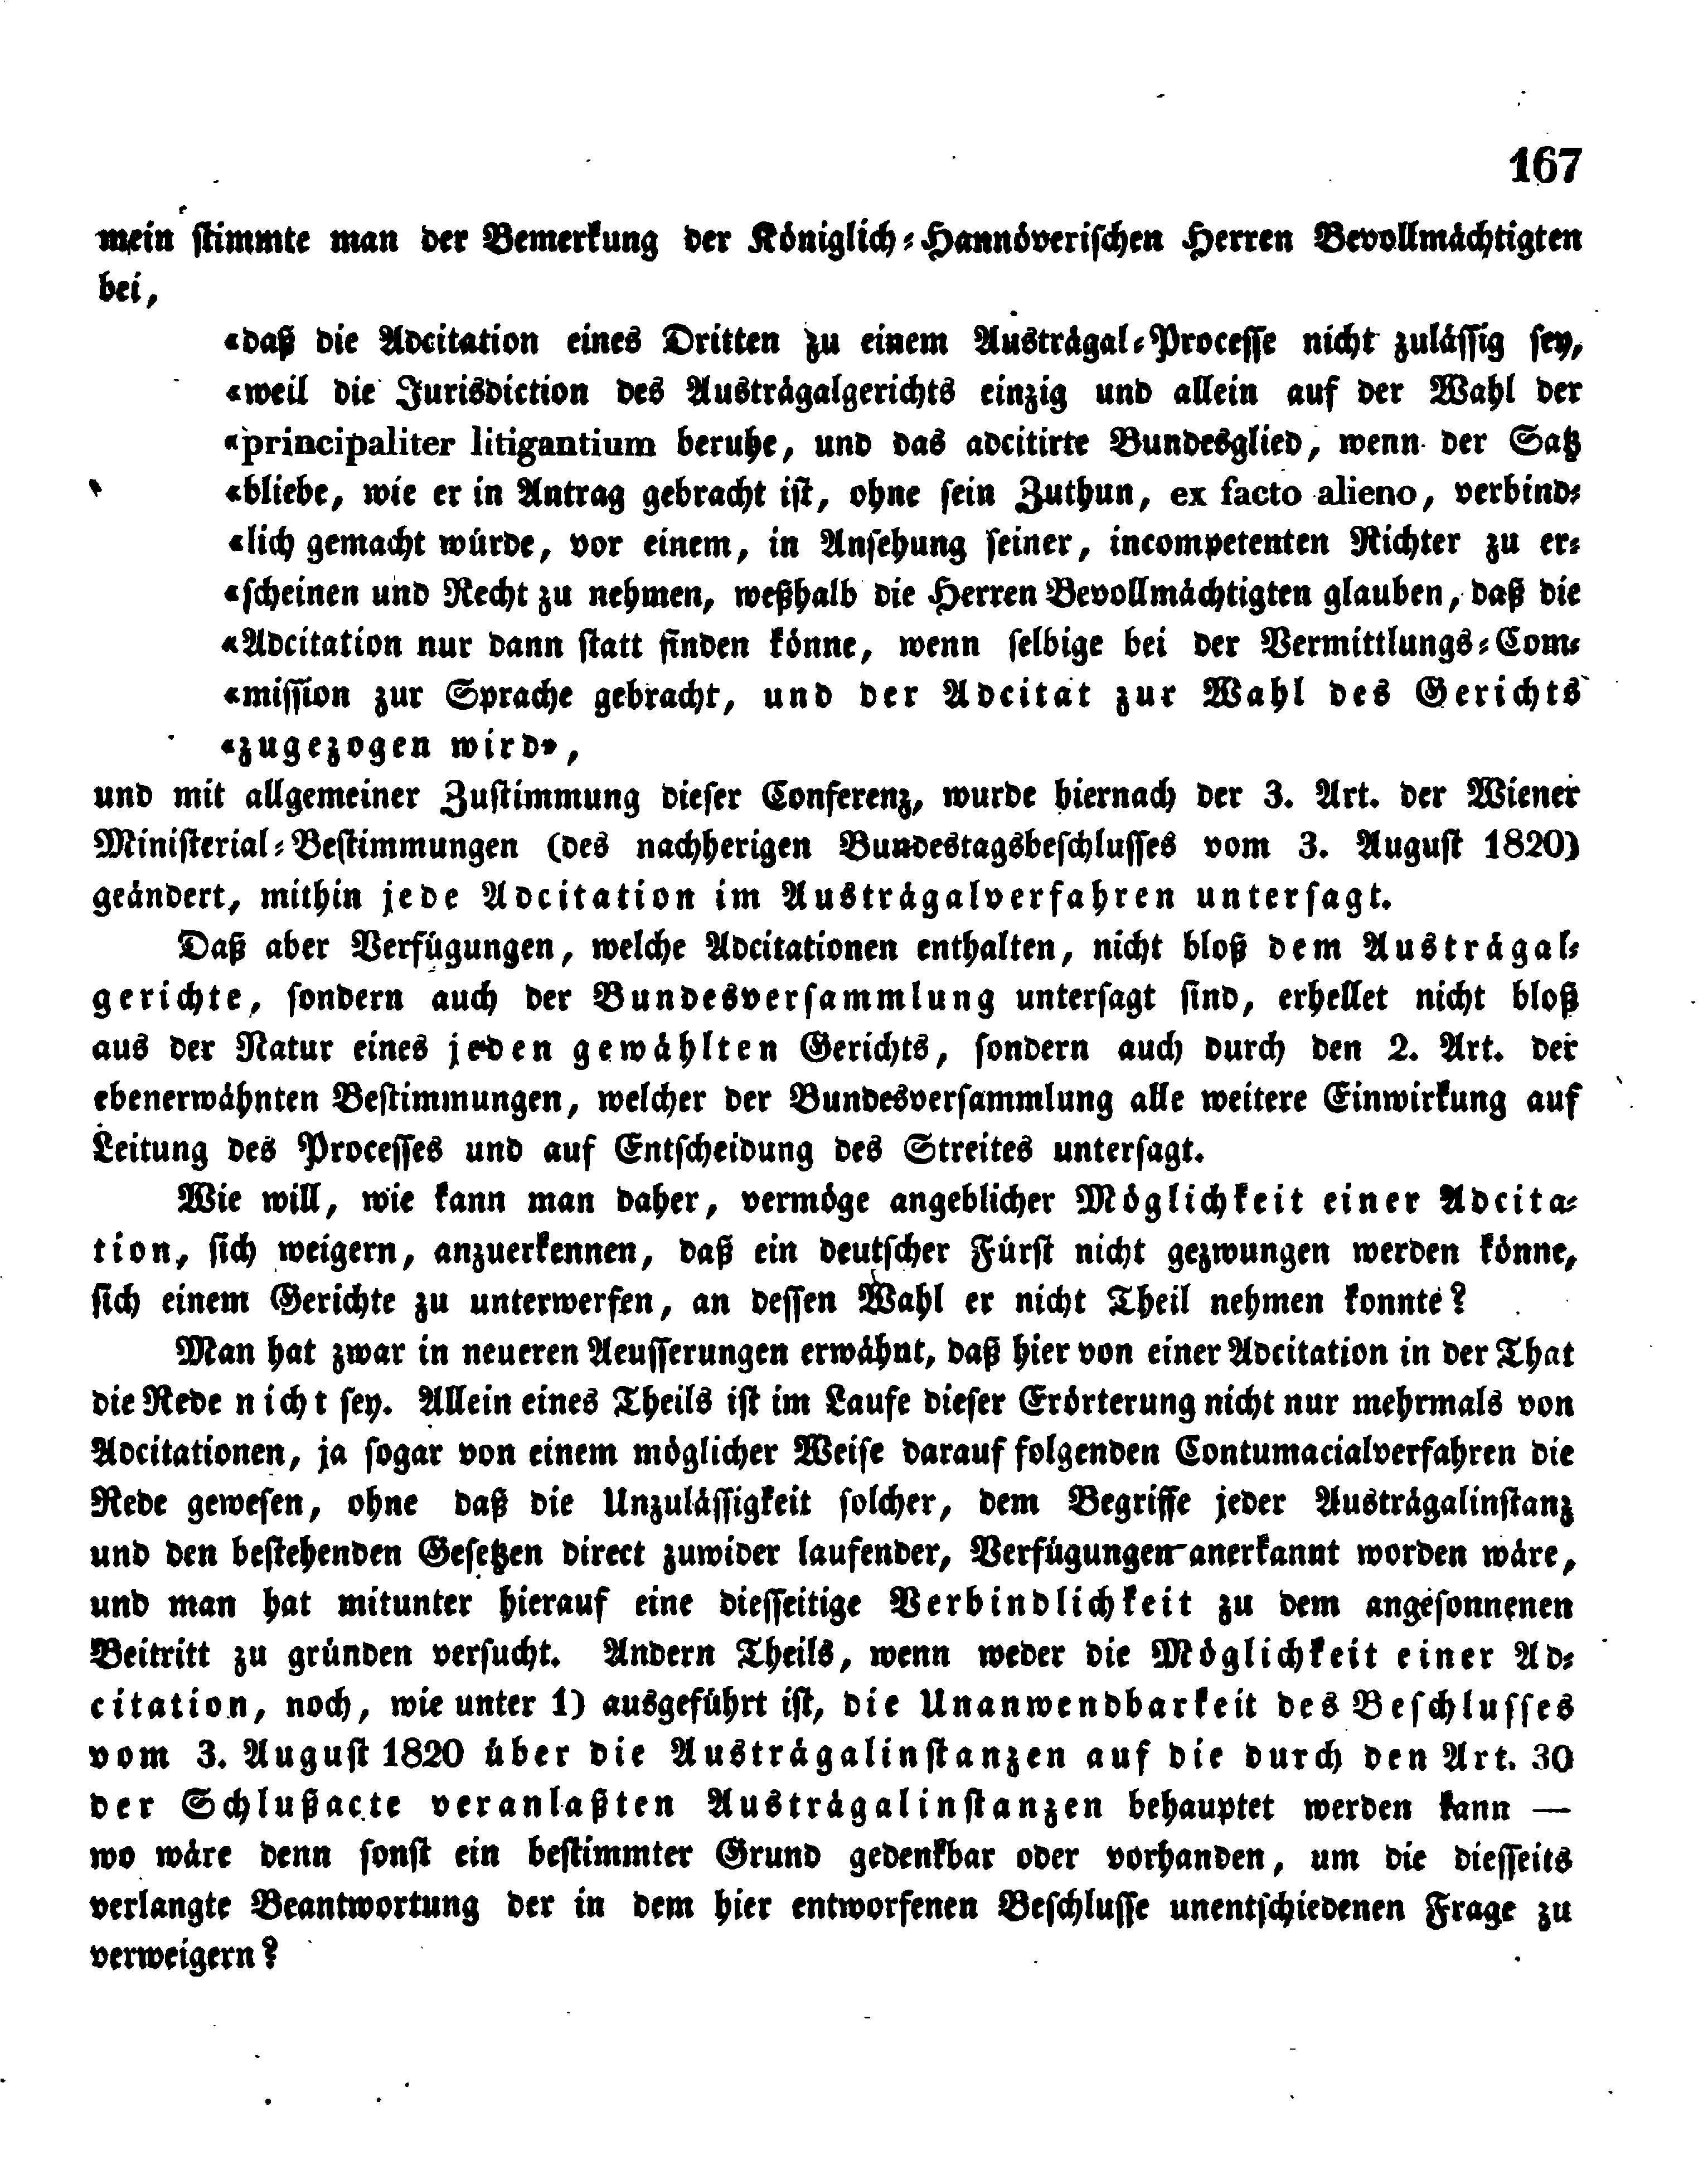 167
mein stimmte man der Bemerkung der Königlich-Hannöverischen Herren Bevollmächtigten
bei,
«daß die Adcitation eines Dritten zu einem Austrägal-Processe nicht zulässig sey,
«weil die Jurisdiction des Austrägalgerichts einzig und allein auf der Wahl der
«principaliter litigantium beruhe, und das adcitirte Bundesglied, wenn der Satz
«bliebe, wie er in Antrag gebracht ist, ohne sein Zuthun, ex facto alieno, verbind-
«lich gemacht würde, vor einem, in Ansehung seiner, incompetenten Richter zu er-
«scheinen und Recht zu nehmen, weßhalb die Herren Bevollmächtigten glauben, daß die
«Adcitation nur dann statt finden könne, wenn selbige bei der Vermittlungs-Com-
«mission zur Sprache gebracht, und der Adcitat zur Wahl des Gerichts
«zugezogen wird»,
und mit allgemeiner Zustimmung dieser Conferenz, wurde hiernach der 3. Art. der Wiener
Ministerial-Bestimmungen (des nachherigen Bundestagsbeschlusses vom 3. August 1820)
geändert, mithin jede Adcitation im Austrägalverfahren untersagt.
Daß aber Verfügungen, welche Adcitationen enthalten, nicht bloß dem Austrägal-
gerichte, sondern auch der Bundesversammlung untersagt sind, erhellet nicht bloß
aus der Natur eines jeden gewählten Gerichts, sondern auch durch den 2. Art. der
ebenerwähnten Bestimmungen, welcher der Bundesversammlung alle weitere Einwirkung auf
Leitung des Processes und auf Entscheidung des Streites untersagt.
Wie will, wie kann man daher, vermöge angeblicher Möglichkeit einer Adcita-
tion, sich weigern, anzuerkennen, daß ein deutscher Fürst nicht gezwungen werden könne,
sich einem Gerichte zu unterwerfen, an dessen Wahl er nicht Theil nehmen konnte?
Man hat zwar in neueren Aeusserungen erwähnt, daß hier von einer Adcitation in der That
die Rede nicht sey. Allein eines Theils ist im Laufe dieser Erörterung nicht nur mehrmals von
Adcitationen, ja sogar von einem möglicher Weise darauf folgenden Contumacialverfahren die
Rede gewesen, ohne daß die Unzulässigkeit solcher, dem Begriffe jeder Austrägalinstanz
und den bestehenden Gesetzen direct zuwider laufender, Verfügungen anerkannt worden wäre,
und man hat mitunter hierauf eine diesseitige Verbindlichkeit zu dem angesonnenen
Beitritt zu gründen versucht. Andern Theils, wenn weder die Möglichkeit einer Ad-
citation, noch, wie unter 1) ausgeführt ist, die Unanwendbarkeit des Beschlusses
vom 3. August 1820 über die Austrägalinstanzen auf die durch den Art. 30
der Schlußacte veranlaßten Austrägalinstanzen behauptet werden kann —
wo wäre denn sonst ein bestimmter Grund gedenkbar oder vorhanden, um die diesseits
verlangte Beantwortung der in dem hier entworfenen Beschlusse unentschiedenen Frage zu
verweigern?